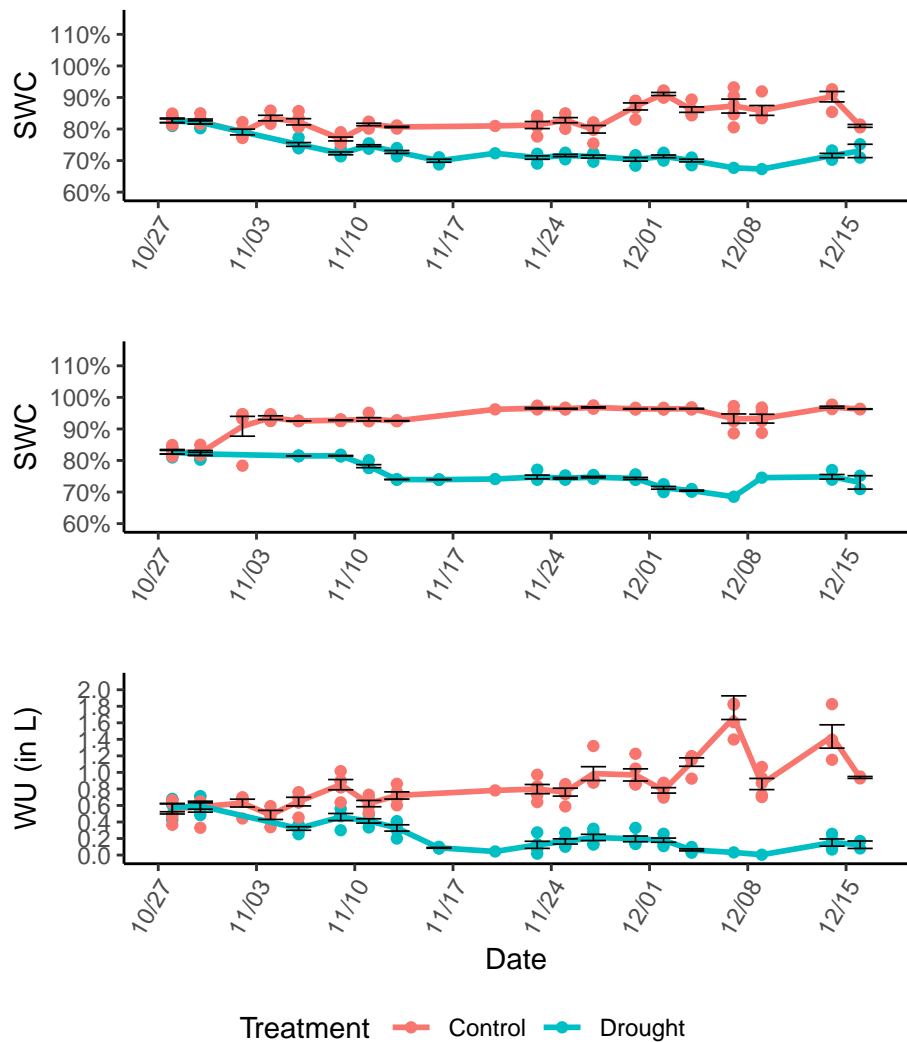 SWC
110%
100%
90%
80%
70%
60%
10/27 11/03 11/10 11/17 11/24 12/01 12/08 12/15
SWC
110%
100%
90%
80%
70%
60%
10/27 11/03 11/10 11/17 11/24 12/01 12/08 12/15
WU (in L)
2.0
1.8
1.6
1.4
1.2
1.0
0.8
0.6
0.4
0.2
0.0
10/27 11/03 11/10 11/17 11/24 12/01 12/08 12/15
Date
Treatment Control Drought